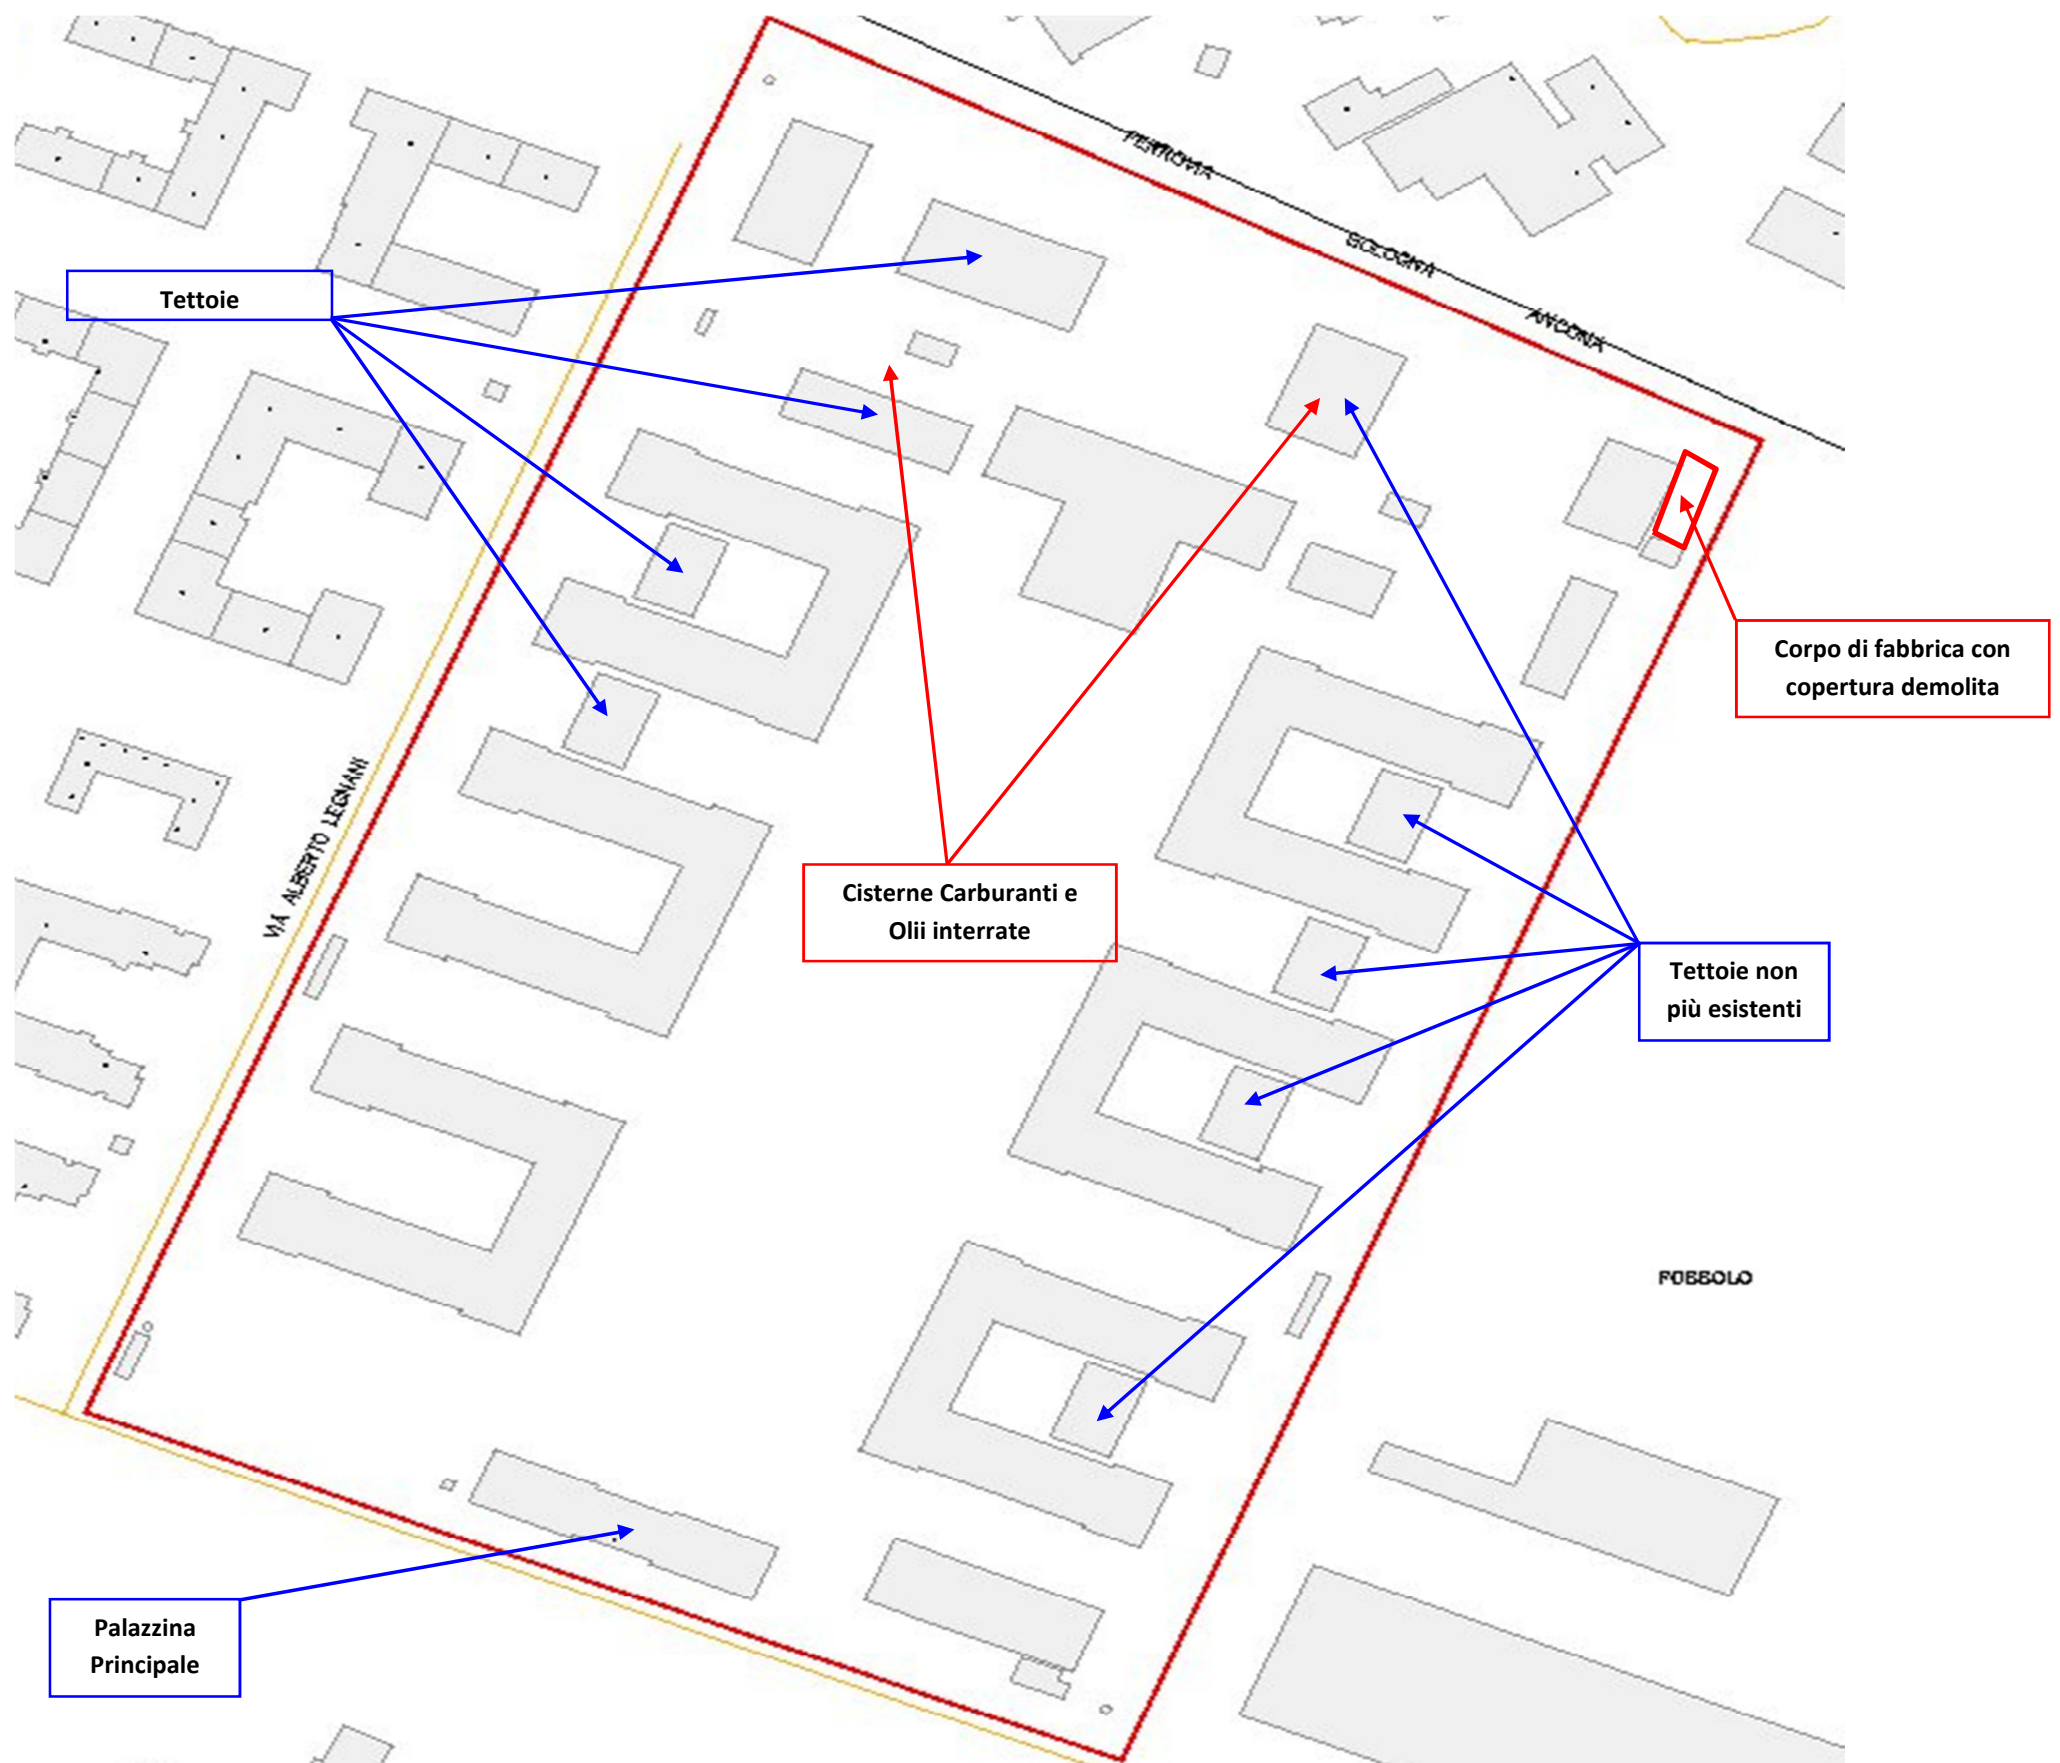 FERROVIA
BOLOGNA
ANCONA
Tettoie
Corpo di fabbrica con
copertura demolita
VIA ALBERTO LEGNANI
Cisterne Carburanti e
Olii interrate
Tettoie non
più esistenti
FOSSOLO
Palazzina
Principale